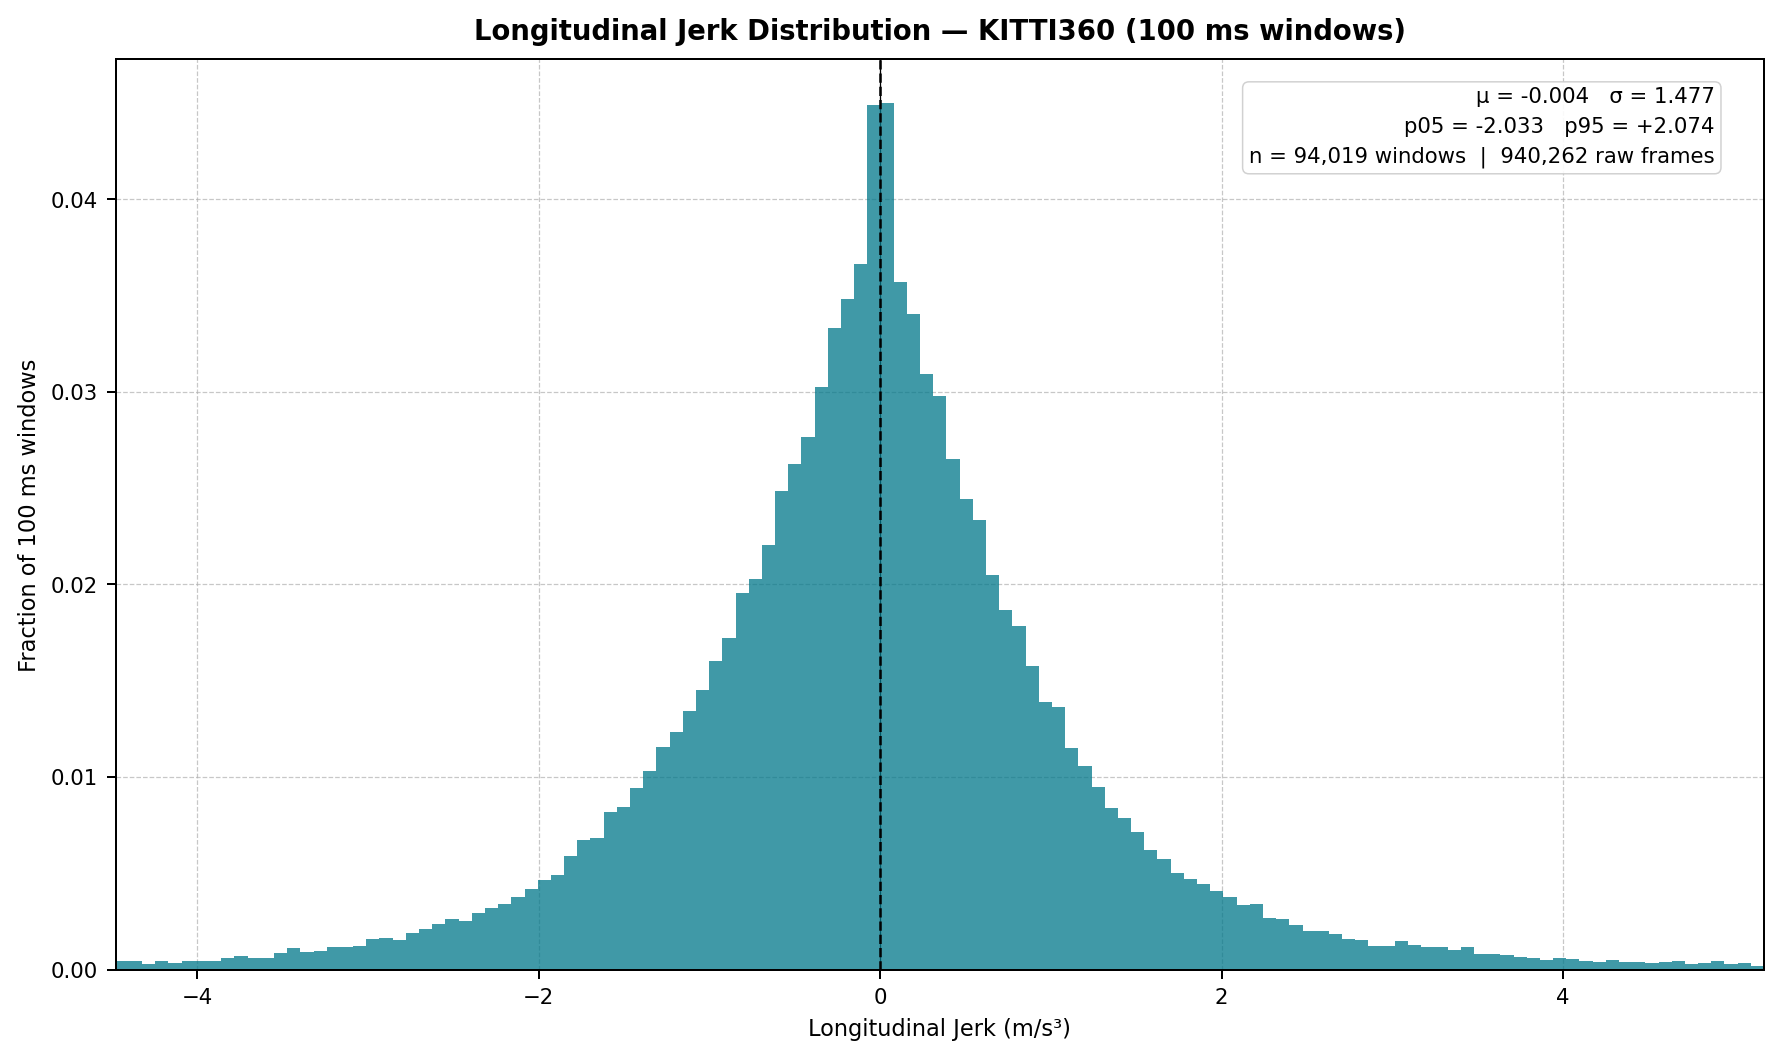 Longitudinal Jerk Distribution — KITTI360 (100 ms windows)
μ = -0.004   σ = 1.477
p05 = -2.033   p95 = +2.074
n = 94,019 windows  |  940,262 raw frames
Fraction of 100 ms windows
0.04
0.03
0.02
0.01
0.00
−4
−2
0
2
4
Longitudinal Jerk (m/s³)